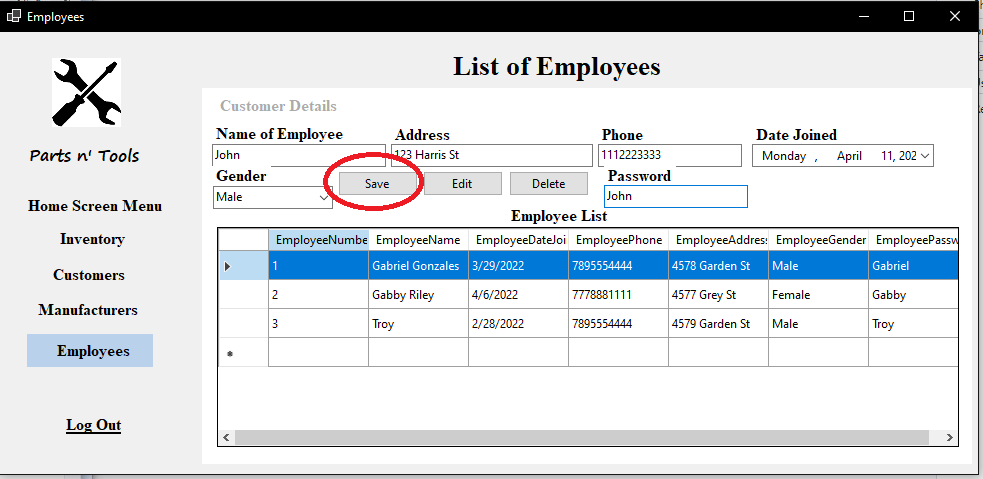 Employees
List of Employees
Parts n' Tools
Home Screen Menu
Inventory
Customers
Manufacturers
Employees
Log Out
Customer Details
Name of Employee Address Phone Date Joined
John 123 Harris St 1112223333 Monday , April 11, 202
Gender Save Edit Delete Password
Male John
Employee List
EmployeeNumbe EmployeeName EmployeeDateJoi EmployeePhone EmployeeAddress EmployeeGender EmployeePassw
1 Gabriel Gonzales 3/29/2022 7895554444 4578 Garden St Male Gabriel
2 Gabby Riley 4/6/2022 7778881111 4577 Grey St Female Gabby
3 Troy 2/28/2022 7895554444 4579 Garden St Male Troy